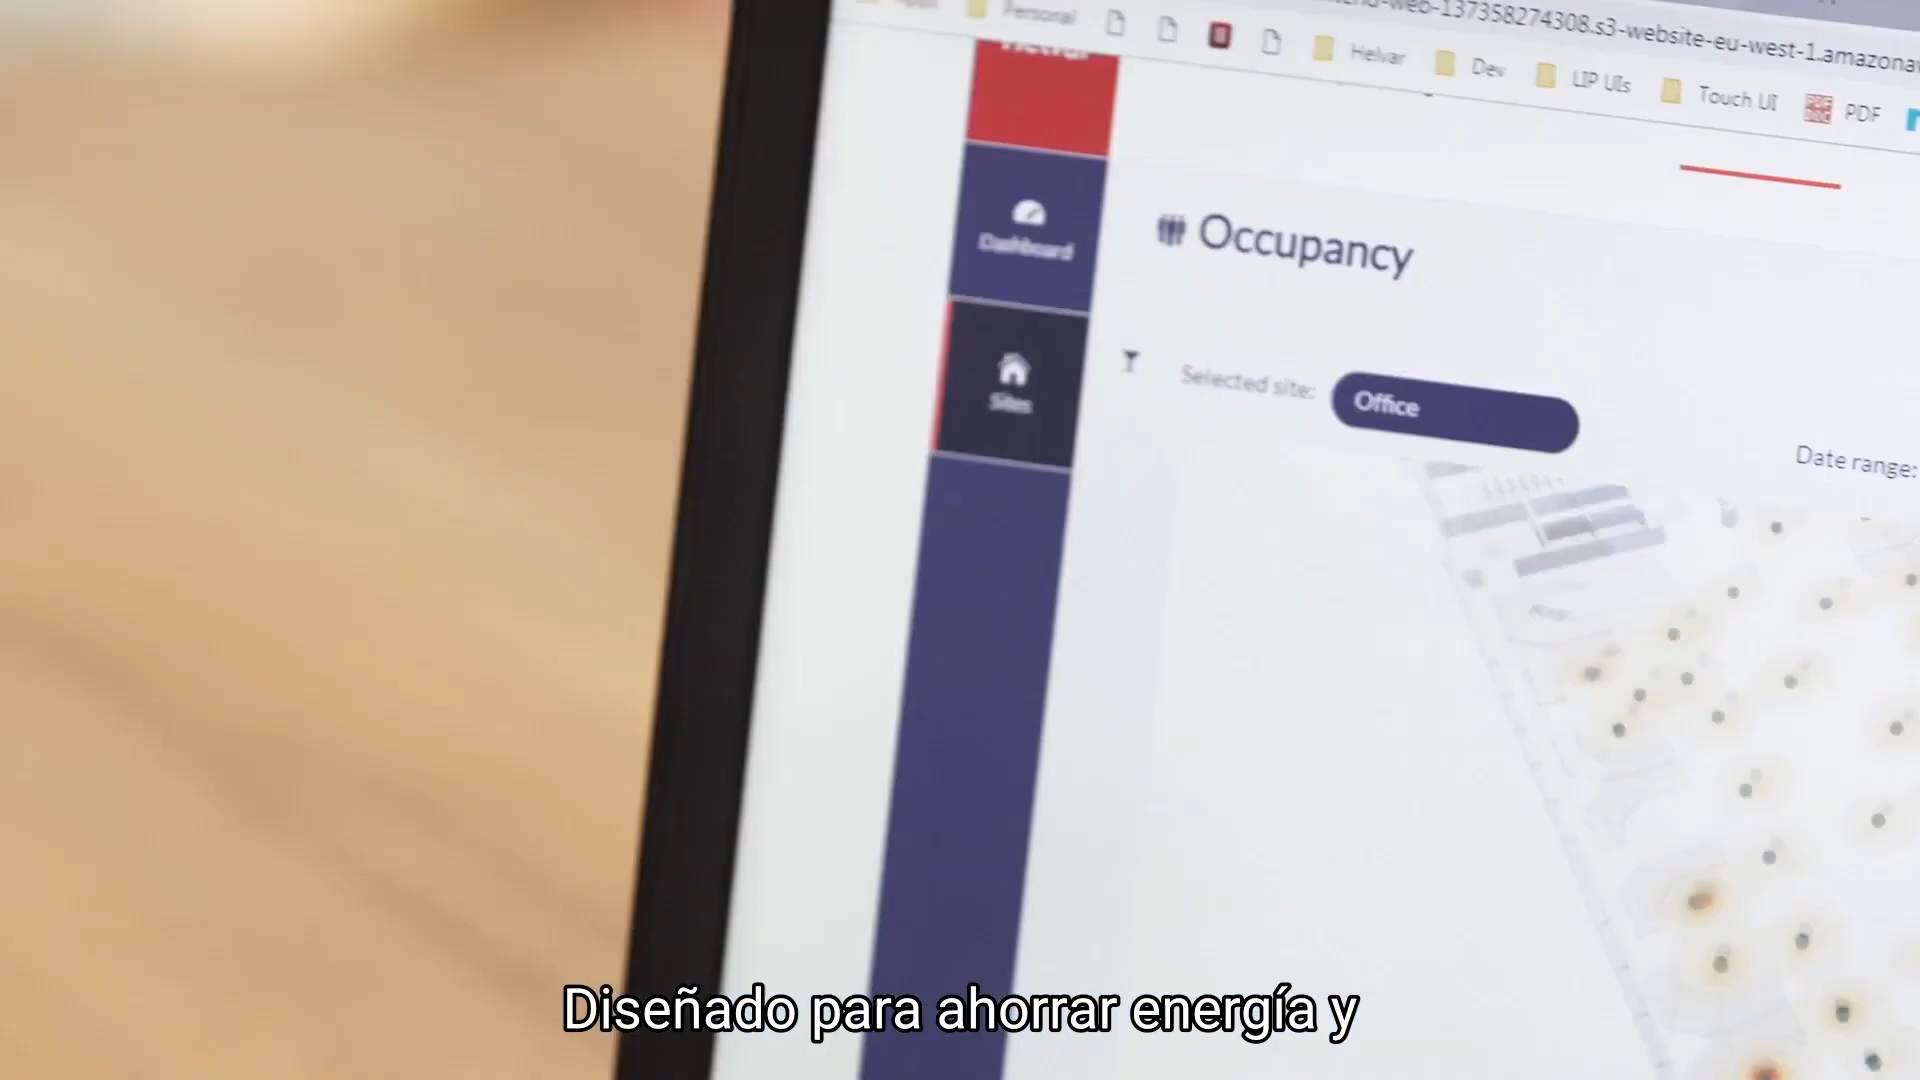 Personal
-web-137358274308.s3-website-eu-west-1.amazona
Helvar
Dev
LIP UIs
Touch UI
PDF
Helvar
Dashboard
Occupancy
Sites
Selected site:
Office
Date range:
Diseñado para ahorrar energía y